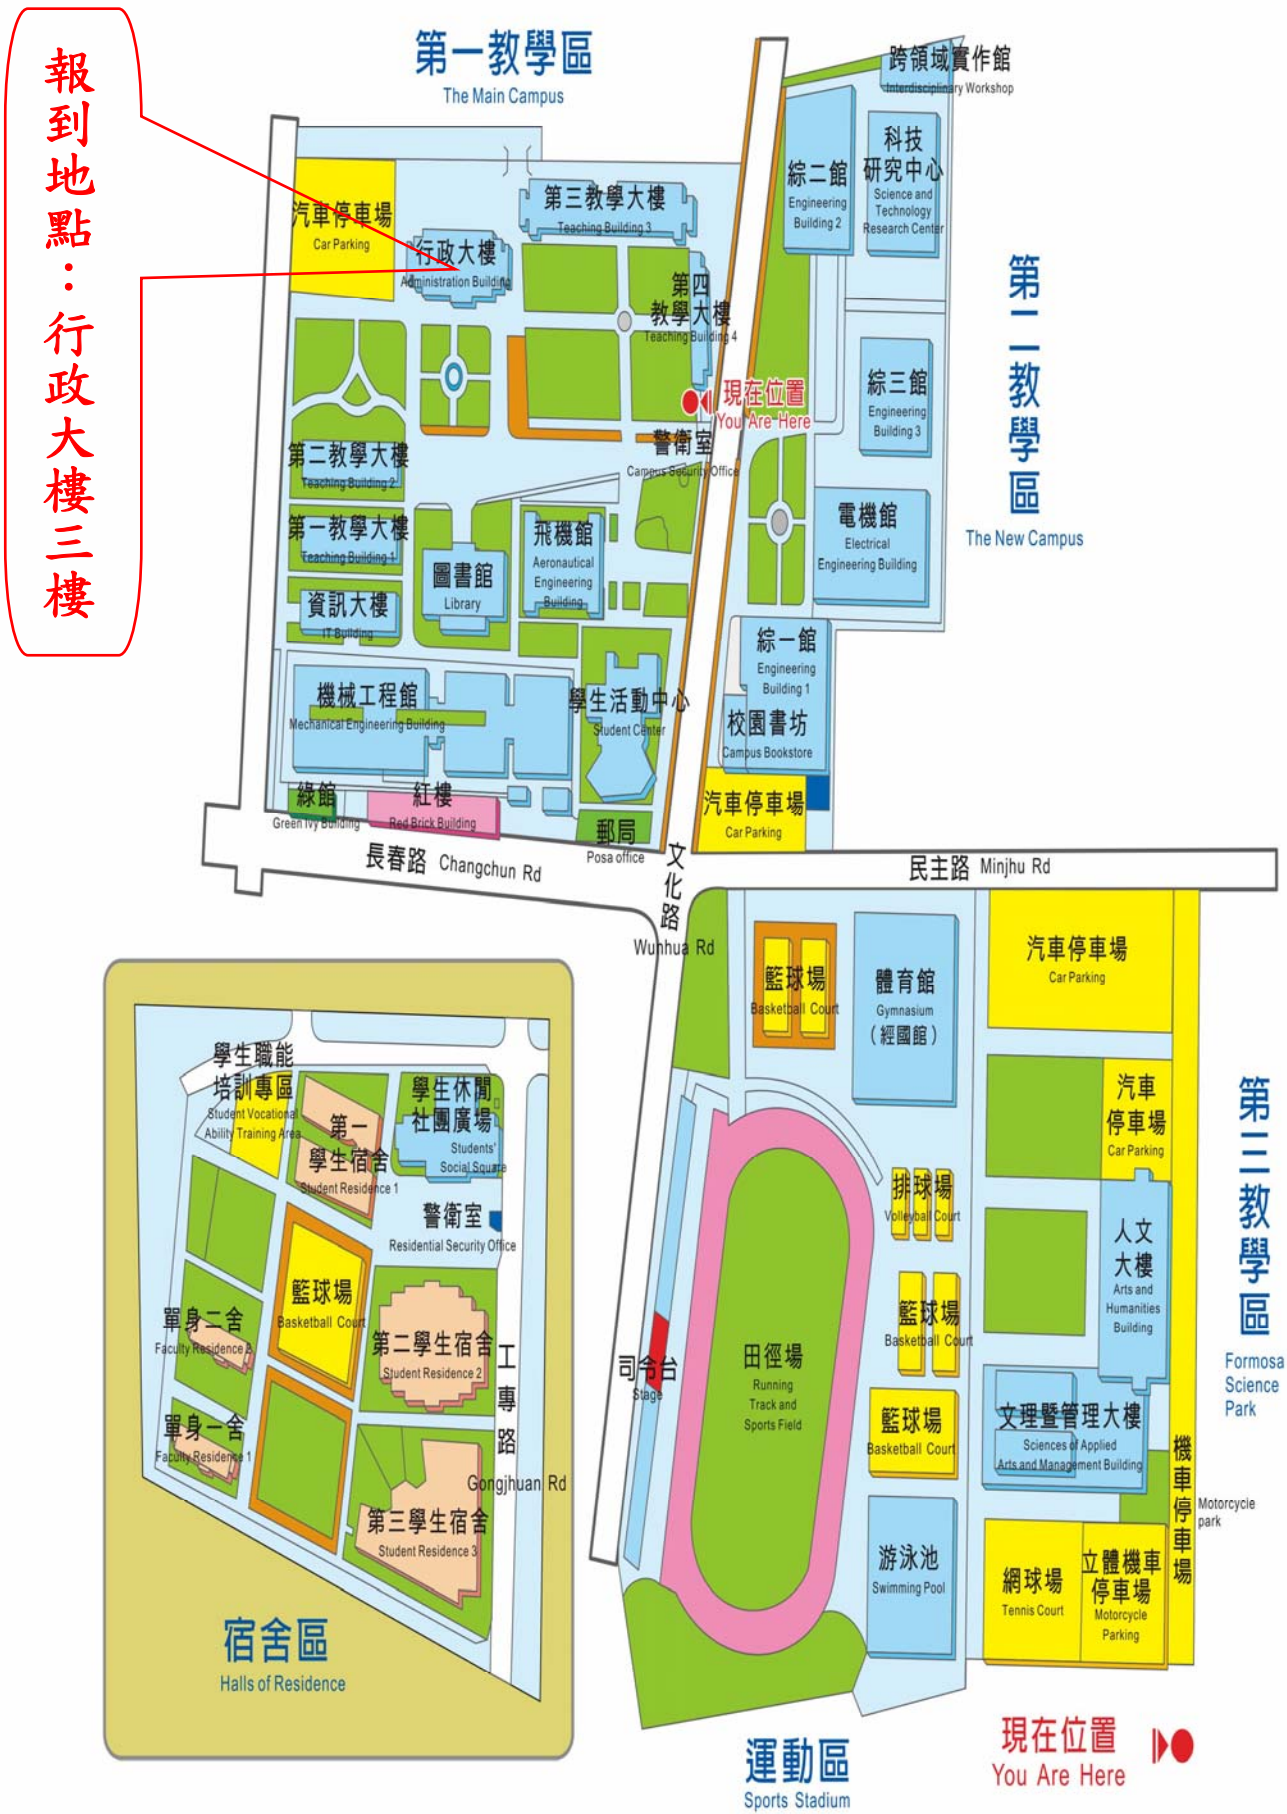 報到地點：行政大樓三樓
第一教學區
The Main Campus
跨領域實作館
Interdisciplinary Workshop
科技
研究中心
Science and
Technology
Research Center
綜二館
Engineering
Building 2
第三教學大樓
Teaching Building 3
汽車停車場
Car Parking
行政大樓
Administration Building
第四
教學大樓
Teaching Building 4
現在位置
You Are Here
警衛室
Campus Security Office
綜三館
Engineering
Building 3
第二教學區
The New Campus
第二教學大樓
Teaching Building 2
第一教學大樓
Teaching Building 1
資訊大樓
IT Building
圖書館
Library
飛機館
Aeronautical
Engineering
Building
電機館
Electrical
Engineering Building
綜一館
Engineering
Building 1
校園書坊
Campus Bookstore
機械工程館
Mechanical Engineering Building
學生活動中心
Student Center
汽車停車場
Car Parking
綠館
Green Ivy Building
紅樓
Red Brick Building
郵局
Posa office
長春路 Changchun Rd
文化路
Wunhua Rd
民主路 Minjhu Rd
籃球場
Basketball Court
體育館
Gymnasium
（經國館）
汽車停車場
Car Parking
汽車
停車場
Car Parking
學生職能
培訓專區
Student Vocational
Ability Training Area
第一
學生宿舍
Student Residence 1
學生休閒
社團廣場
Students'
Social Square
警衛室
Residential Security Office
籃球場
Basketball Court
單身二舍
Faculty Residence 2
第二學生宿舍
Student Residence 2
單身一舍
Faculty Residence 1
工專路
Gongjhuan Rd
第三學生宿舍
Student Residence 3
宿舍區
Halls of Residence
排球場
Volleyball Court
籃球場
Basketball Court
人文
大樓
Arts and
Humanities
Building
第三教學區
Formosa
Science
Park
司令台
Stage
田徑場
Running
Track and
Sports Field
籃球場
Basketball Court
文理暨管理大樓
Sciences of Applied
Arts and Management Building
機車停車場
Motorcycle
park
游泳池
Swimming Pool
網球場
Tennis Court
立體機車
停車場
Motorcycle
Parking
運動區
Sports Stadium
現在位置
You Are Here